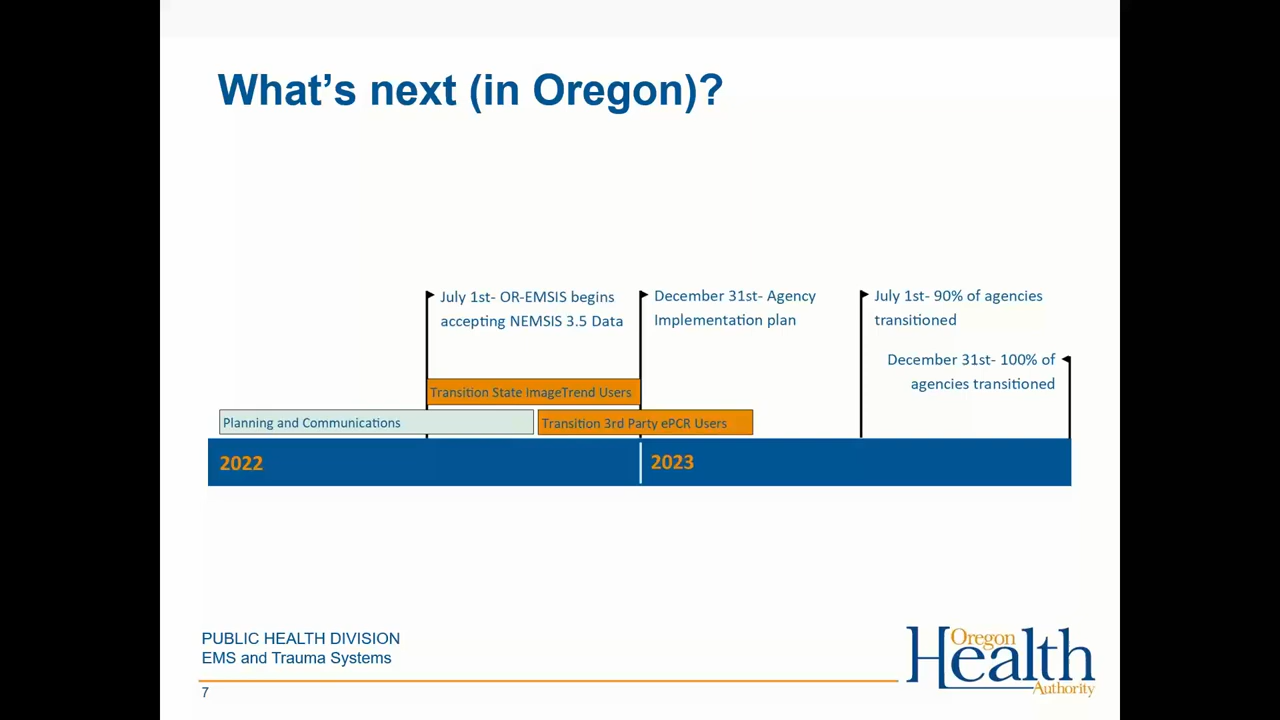 What's next (in Oregon)?
July 1st- OR-EMSIS begins
accepting NEMSIS 3.5 Data
December 31st- Agency
Implementation plan
July 1st- 90% of agencies
transitioned
December 31st- 100% of
agencies transitioned
Transition State ImageTrend Users
Planning and Communications
Transition 3rd Party ePCR Users
2022
2023
PUBLIC HEALTH DIVISION
EMS and Trauma Systems
7
Oregon
Health
Authority